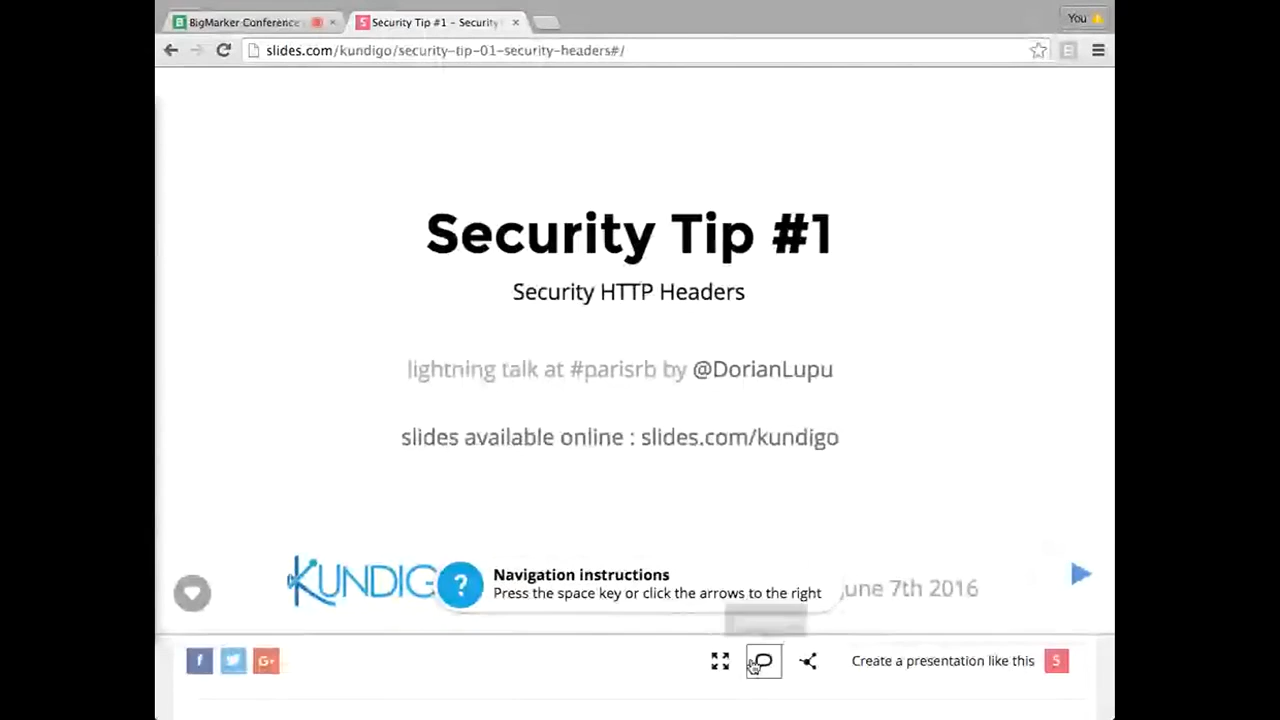 BigMarker Conference
Security Tip #1 – Security
You
slides.com/kundigo/security-tip-01-security-headers#/
Security Tip #1
Security HTTP Headers
lightning talk at #parisrb by @DorianLupu
slides available online : slides.com/kundigo
KUNDIG
?
Navigation instructions
Press the space key or click the arrows to the right
june 7th 2016
f
G+
Create a presentation like this
S